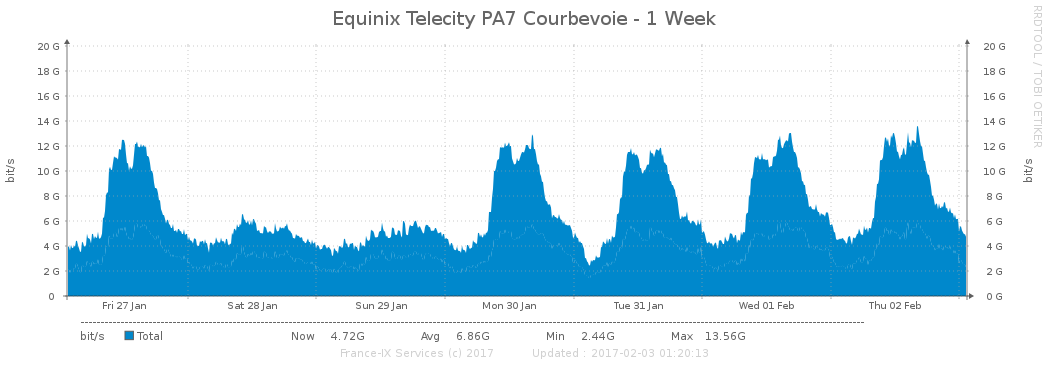 Equinix Telecity PA7 Courbevoie - 1 Week
RRDTOOL / TOBI OETIKER
20 G 20 G
18 G 18 G
16 G 16 G
14 G 14 G
12 G 12 G
10 G 10 G
8 G 8 G
6 G 6 G
4 G 4 G
2 G 2 G
0 0 G
bit/s bit/s
Fri 27 Jan Sat 28 Jan Sun 29 Jan Mon 30 Jan Tue 31 Jan Wed 01 Feb Thu 02 Feb
bit/s Total Now 4.72G Avg 6.86G Min 2.44G Max 13.56G
France-IX Services (c) 2017 Updated : 2017-02-03 01:20:13